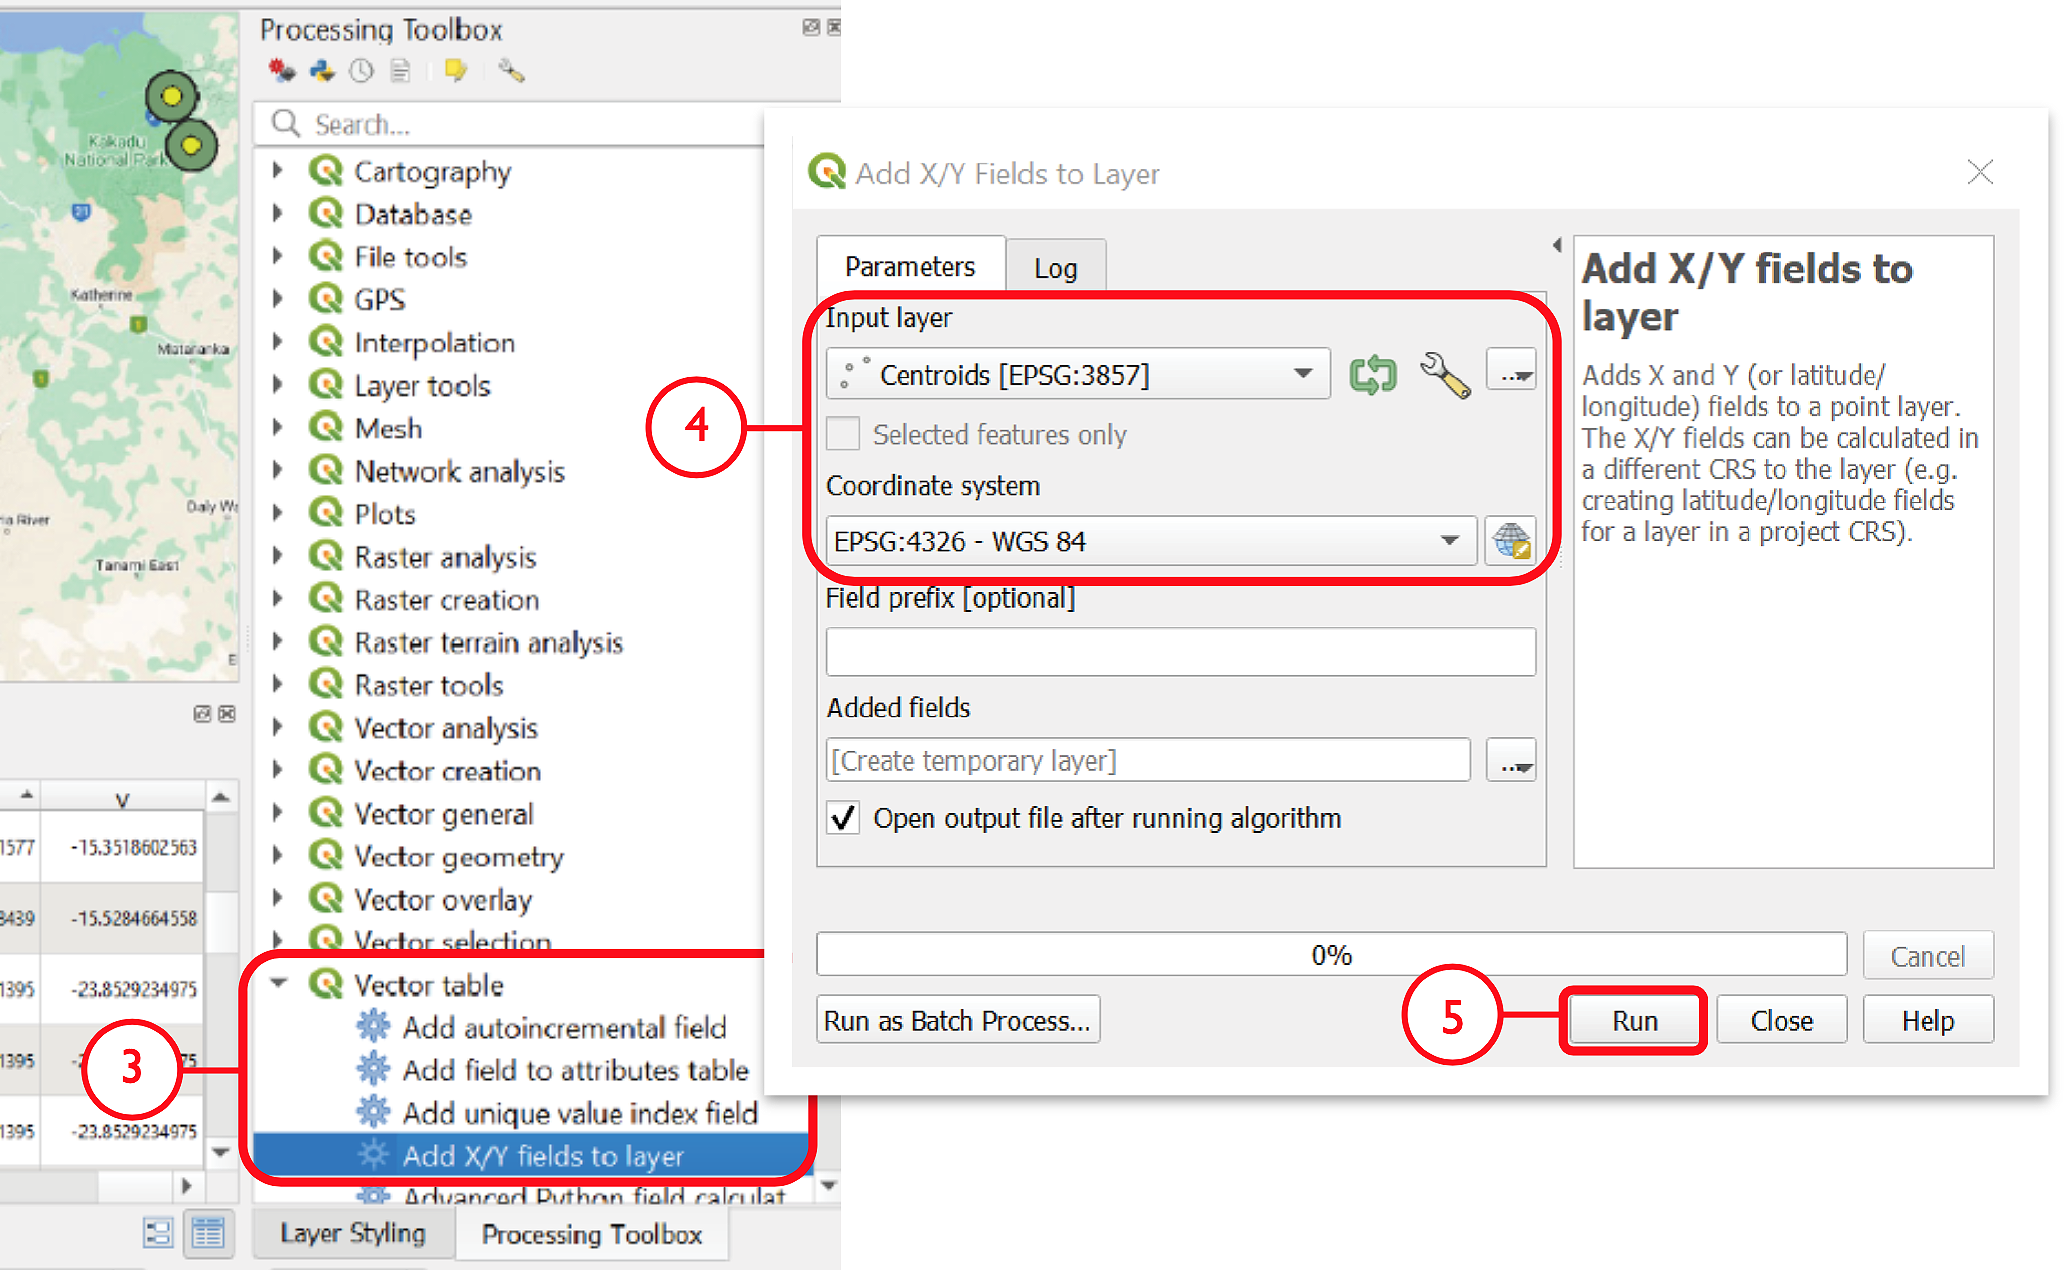 Processing Toolbox
Search...
Kakadu
National Park
21
Katherine
1
Mataranka
1
Daly Wa
ria River
Tanami East
Cartography
Database
File tools
GPS
Interpolation
Layer tools
Mesh
Network analysis
Plots
Raster analysis
Raster creation
Raster terrain analysis
Raster tools
Vector analysis
Vector creation
Vector general
Vector geometry
Vector overlay
Vector selection
Vector table
Add autoincremental field
Add field to attributes table
Add unique value index field
Add X/Y fields to layer
Advanced Python field calculat
Layer Styling
Processing Toolbox
1577 -15.3518602563
8439 -15.5284664558
1395 -23.8529234975
1395 75
1395 -23.8529234975
3
4
5
Add X/Y Fields to Layer
Parameters
Log
Input layer
Centroids [EPSG:3857]
Selected features only
Coordinate system
EPSG:4326 - WGS 84
Field prefix [optional]
Added fields
[Create temporary layer]
Open output file after running algorithm
Add X/Y fields to
layer
Adds X and Y (or latitude/
longitude) fields to a point layer.
The X/Y fields can be calculated in
a different CRS to the layer (e.g.
creating latitude/longitude fields
for a layer in a project CRS).
0%
Cancel
Run as Batch Process...
Run
Close
Help